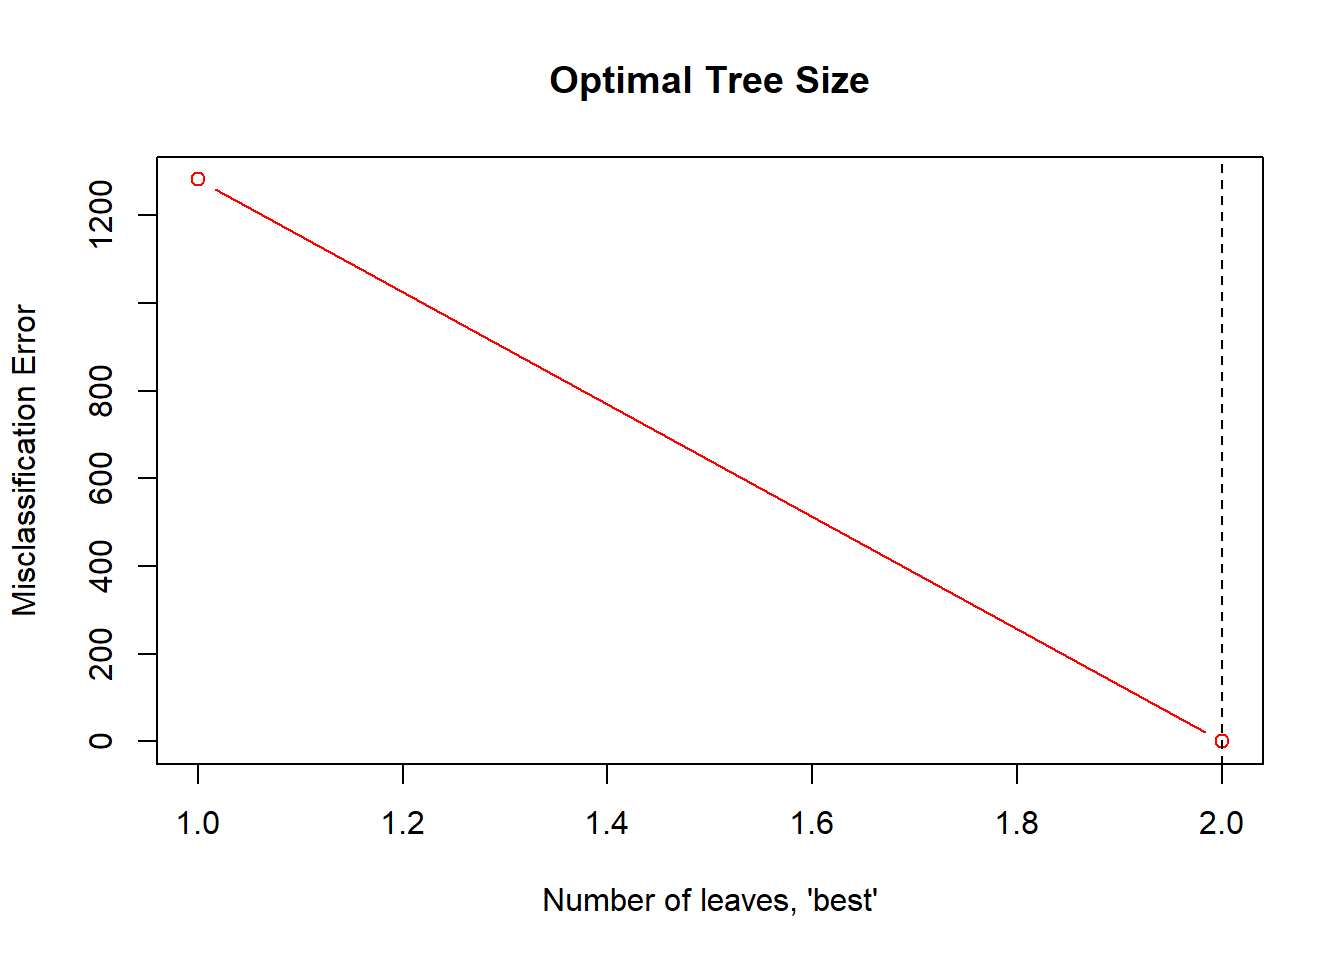 Optimal Tree Size
Misclassification Error
1200
800
600
400
200
0
1.0 1.2 1.4 1.6 1.8 2.0
Number of leaves, 'best'